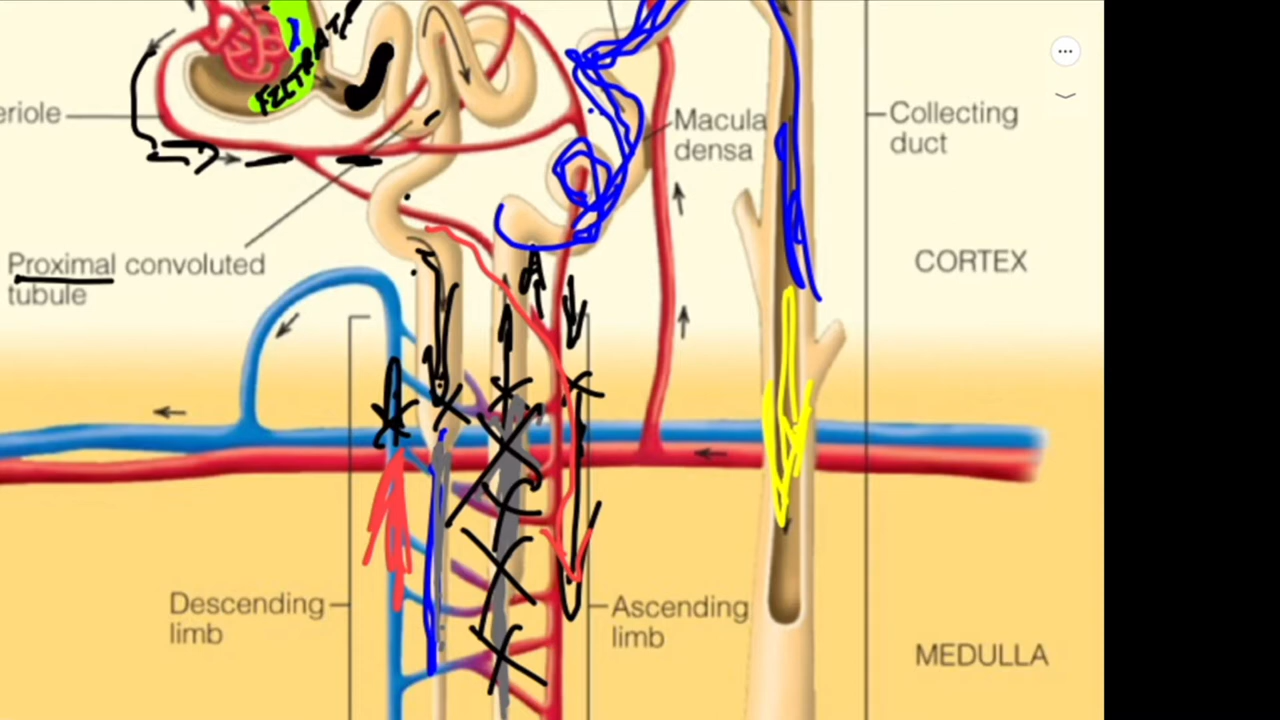 eriole
Macula
densa
Collecting
duct
Proximal convoluted
tubule
CORTEX
Descending
limb
Ascending
limb
MEDULLA